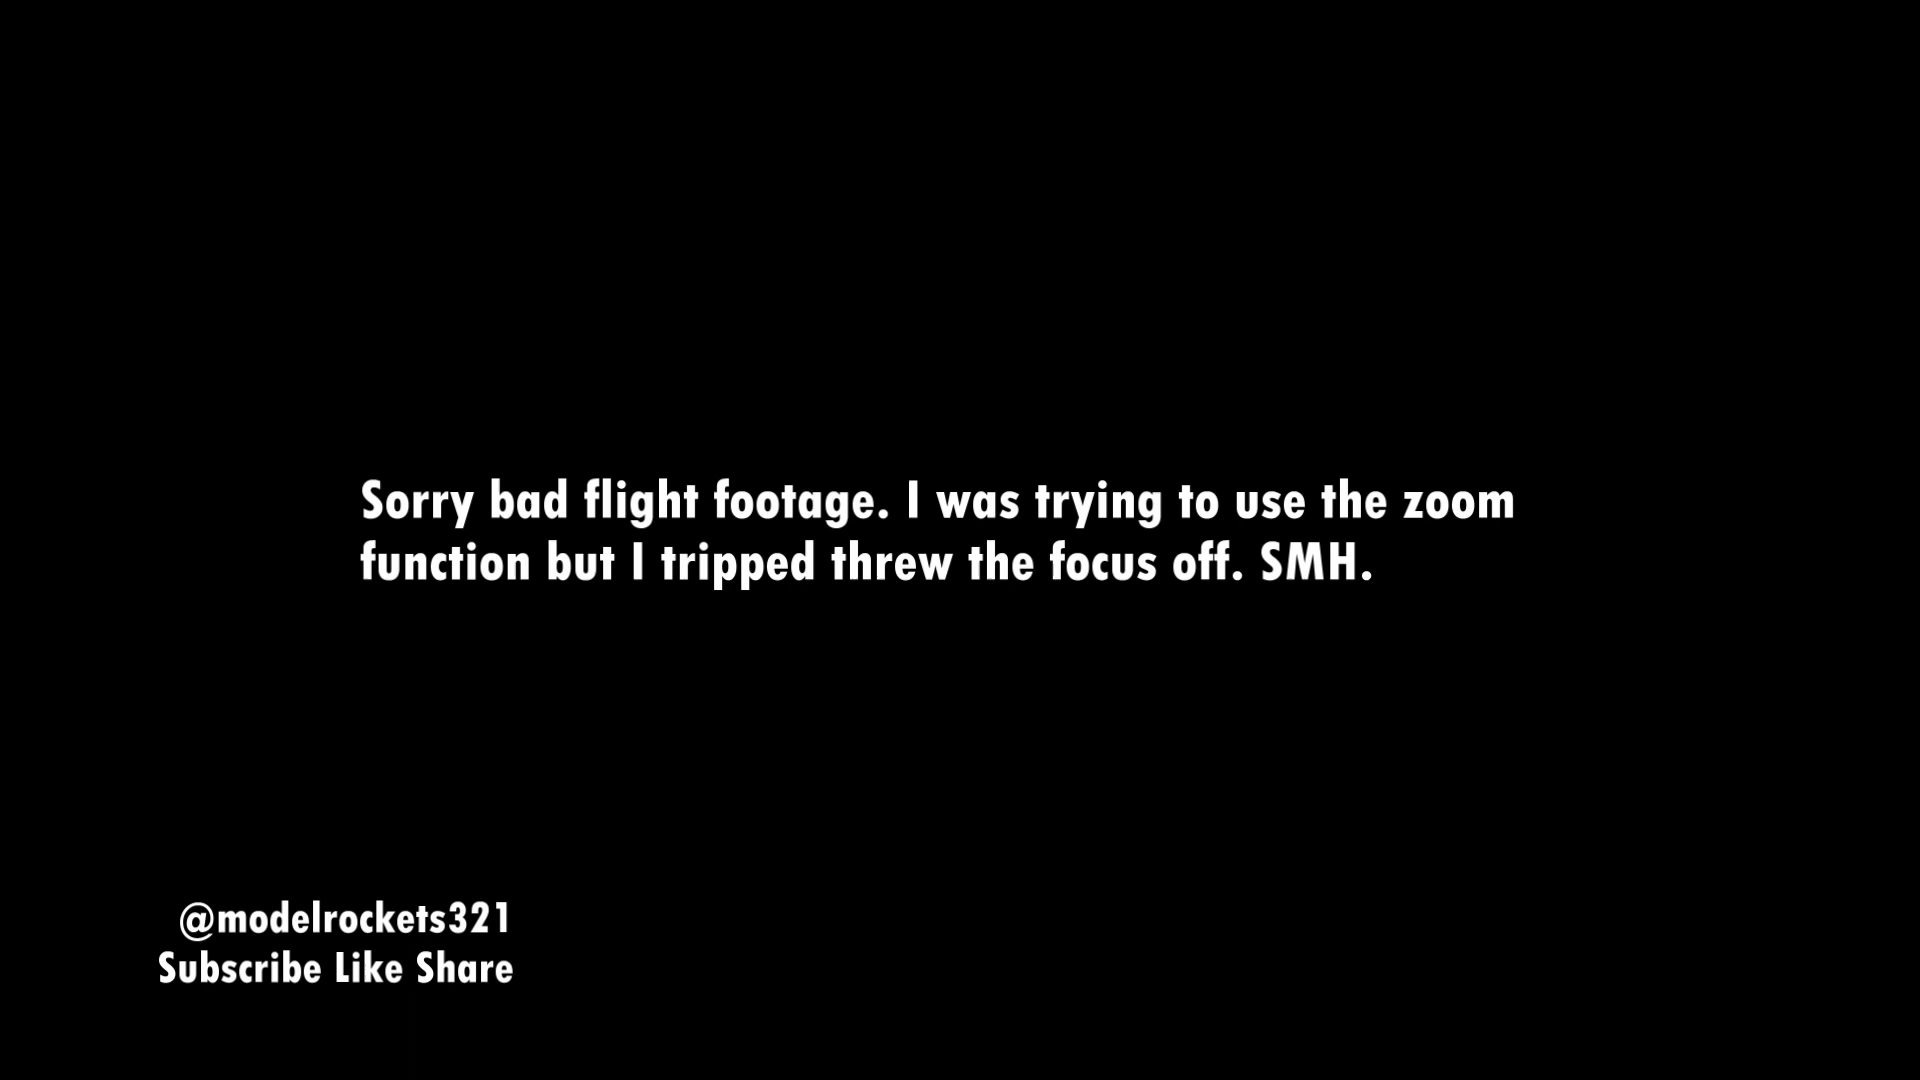 Sorry bad flight footage. I was trying to use the zoom
function but I tripped threw the focus off. SMH.
@modelrockets321
Subscribe Like Share